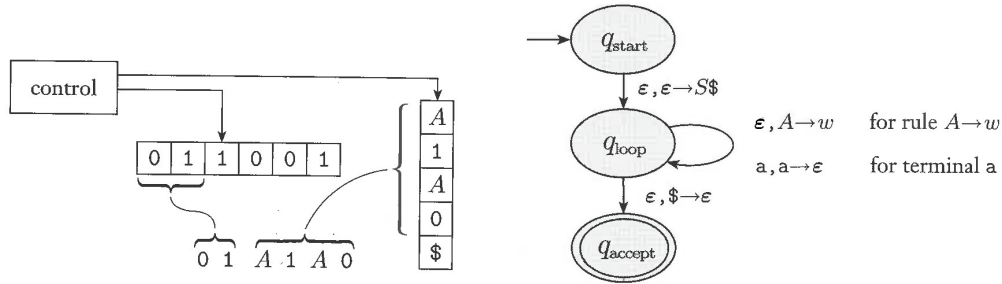 control
0 1 1 0 0 1
A
1
A
0
$
0 1 A 1 A 0
q_start
ε, ε→S$
q_loop
ε, A→w for rule A→w
a, a→ε for terminal a
ε, $→ε
q_accept